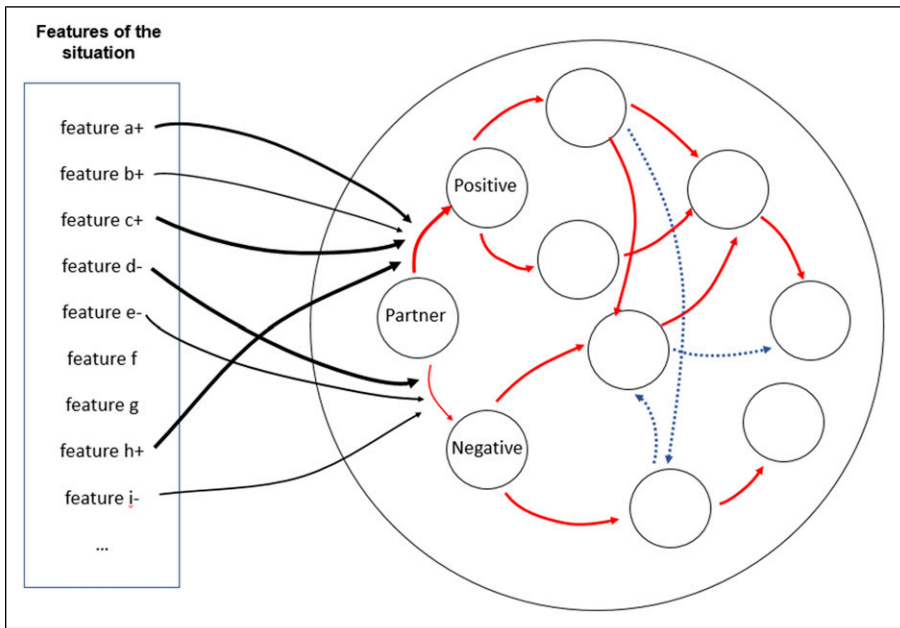 Features of the
situation
feature a+
feature b+
feature c+
feature d-
feature e-
feature f
feature g
feature h+
feature i-
...
Positive
Partner
Negative